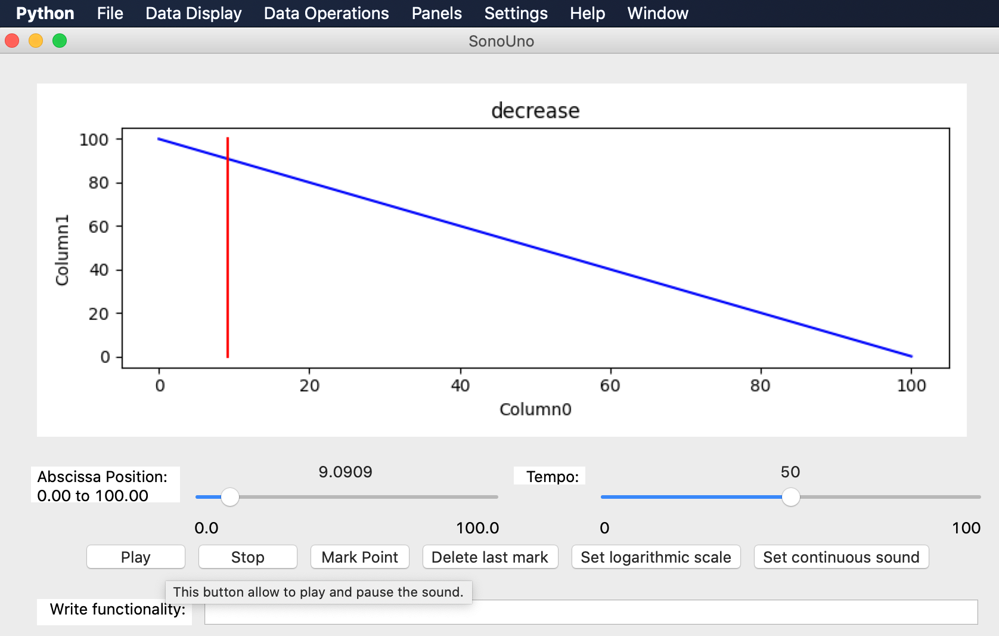 Python File Data Display Data Operations Panels Settings Help Window
SonoUno
decrease
100
80
60
40
20
0
Column1
0 20 40 60 80 100
Column0
Abscissa Position:
0.00 to 100.00
9.0909
0.0 100.0
Tempo:
50
0 100
Play Stop Mark Point Delete last mark Set logarithmic scale Set continuous sound
This button allow to play and pause the sound.
Write functionality: